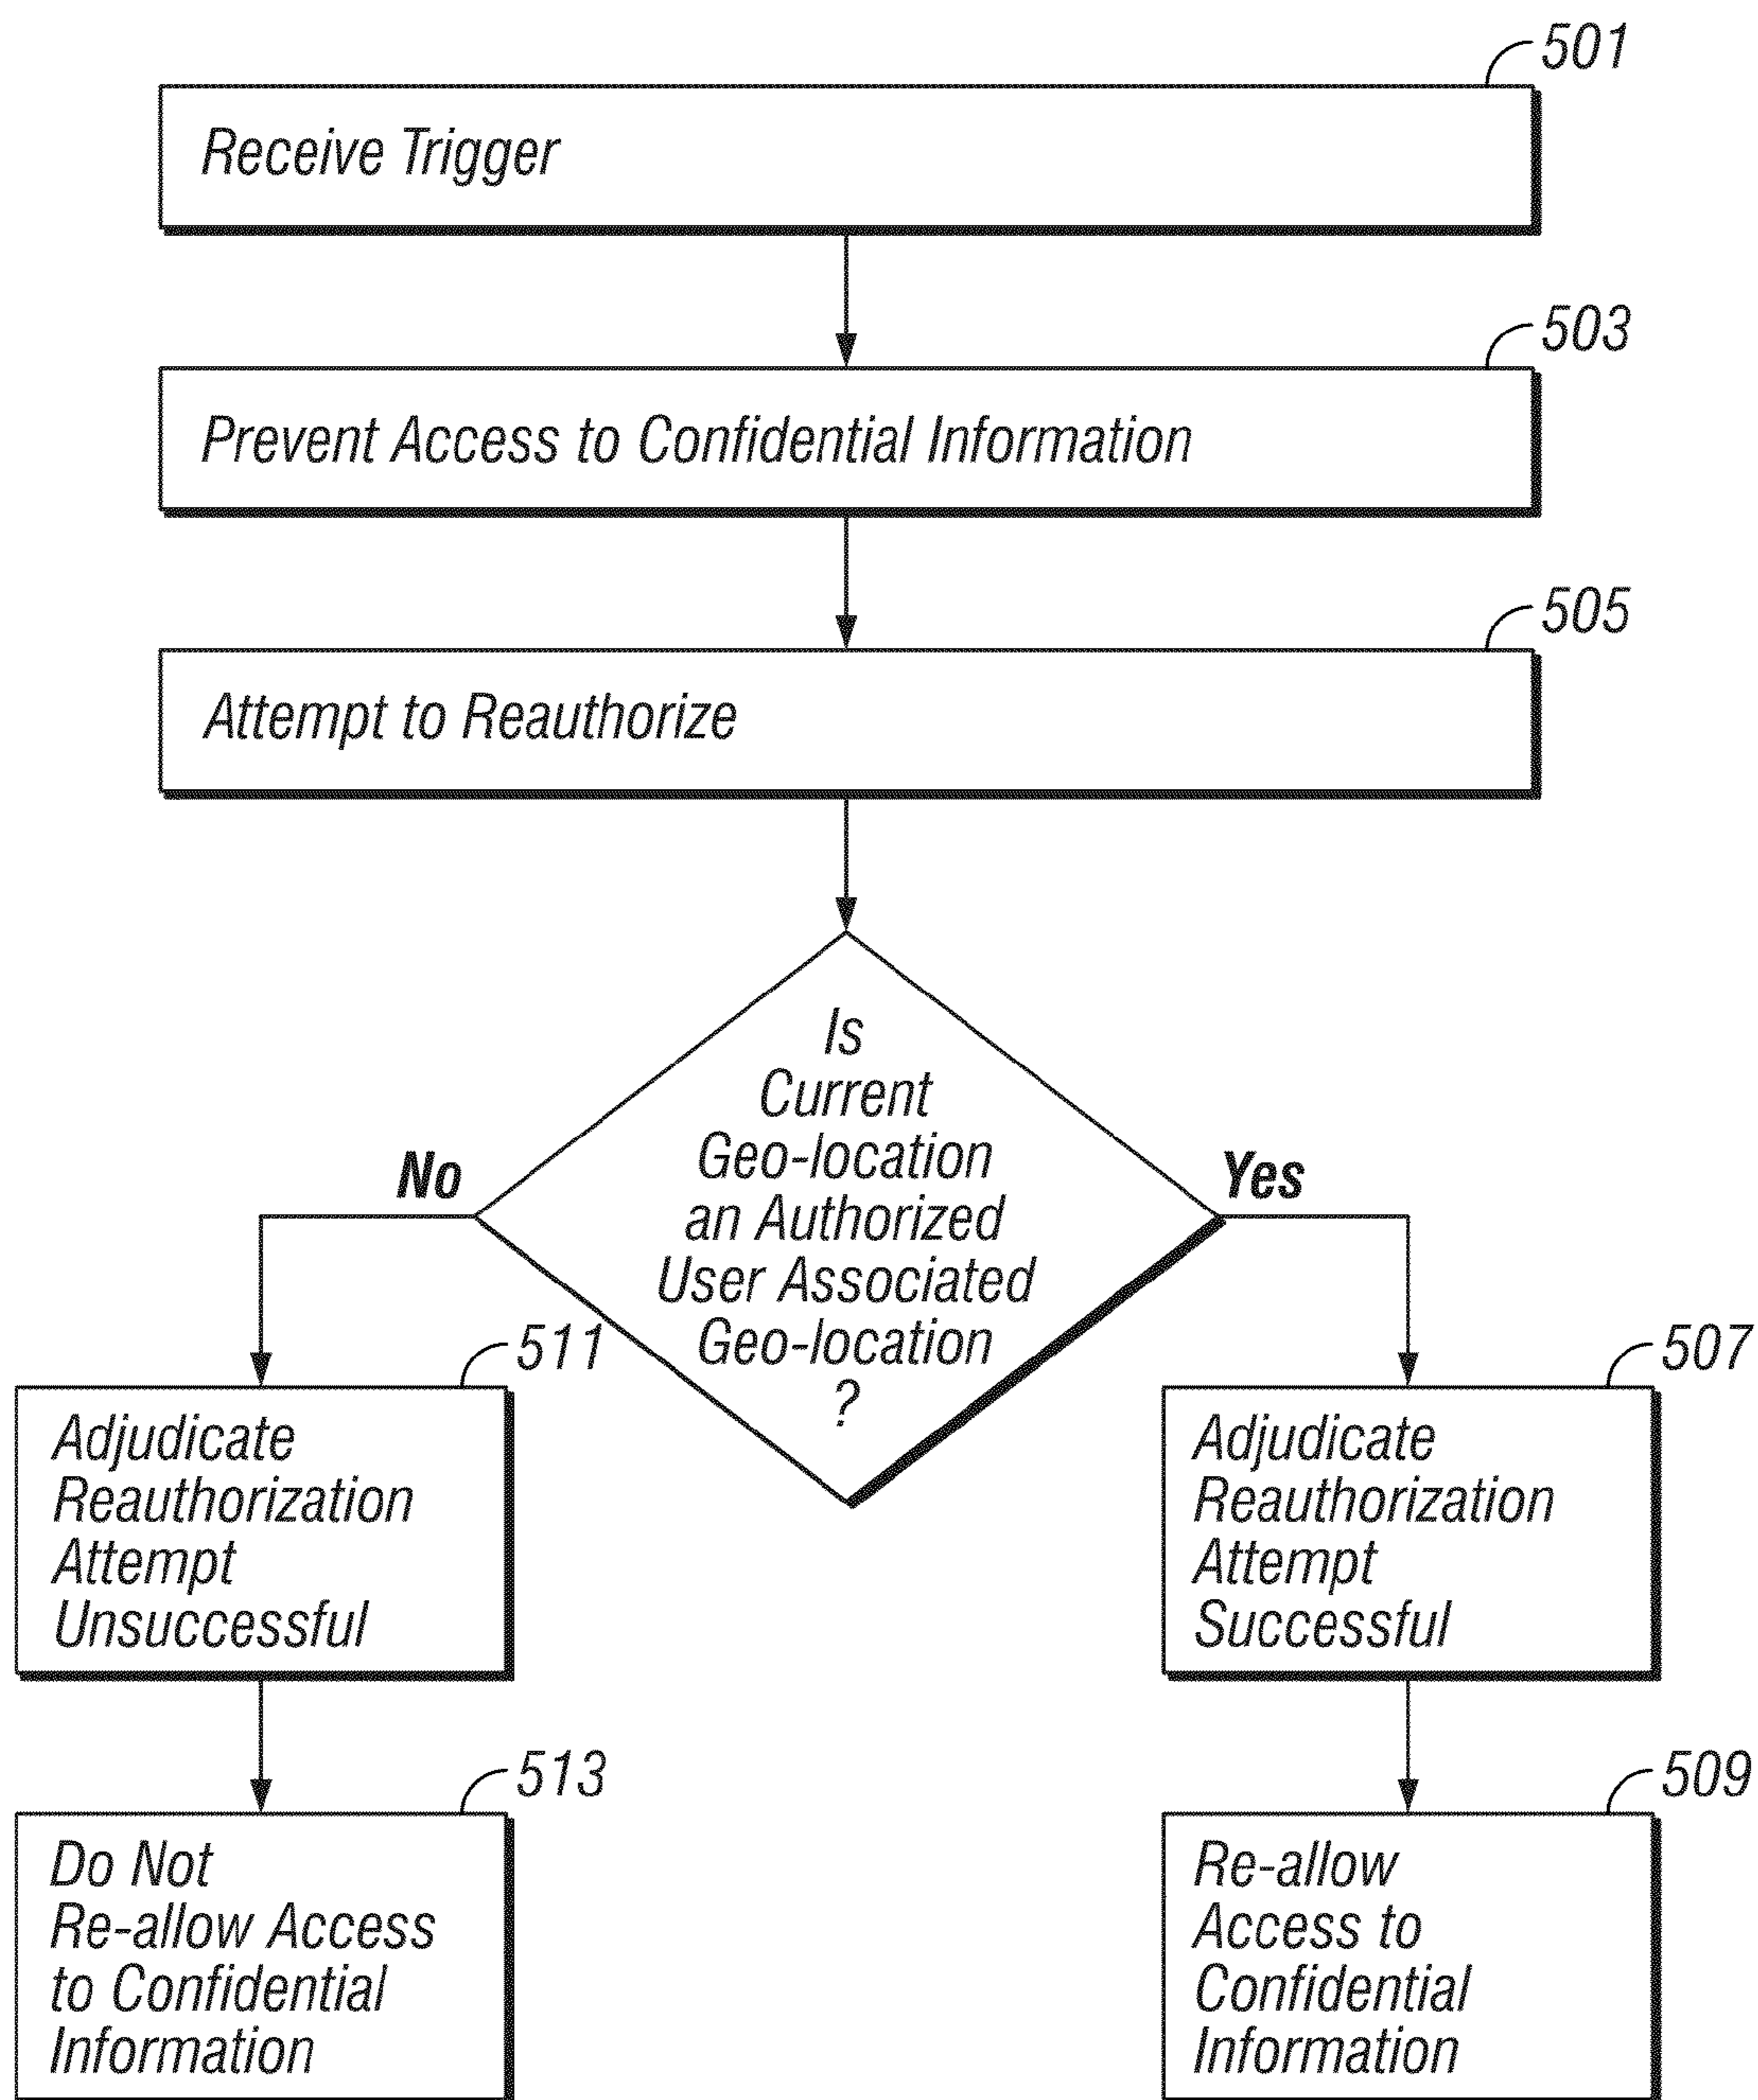 501
Receive Trigger
503
Prevent Access to Confidential Information
505
Attempt to Reauthorize
Is
Current
Geo-location
an Authorized
User Associated
Geo-location
?
No
Yes
511
Adjudicate
Reauthorization
Attempt
Unsuccessful
507
Adjudicate
Reauthorization
Attempt
Successful
513
Do Not
Re-allow Access
to Confidential
Information
509
Re-allow
Access to
Confidential
Information